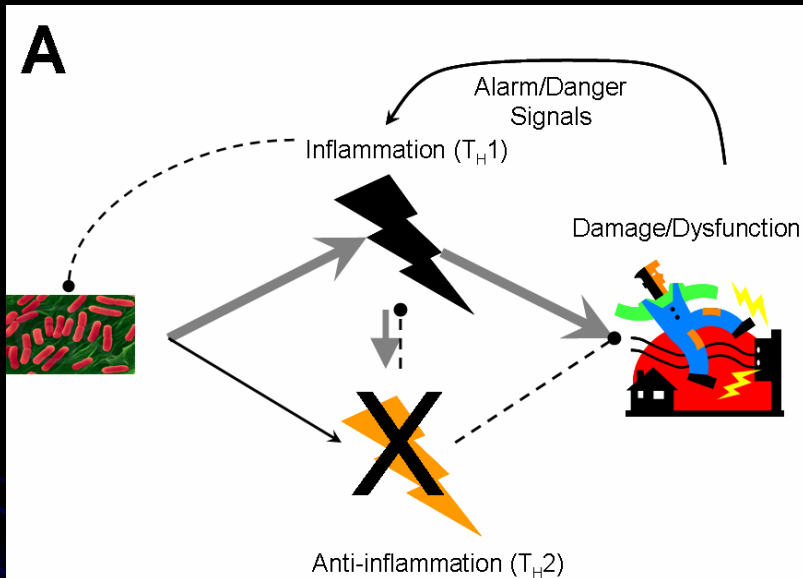 A
Alarm/Danger
Signals
Inflammation (TH1)
Damage/Dysfunction
X
Anti-inflammation (TH2)